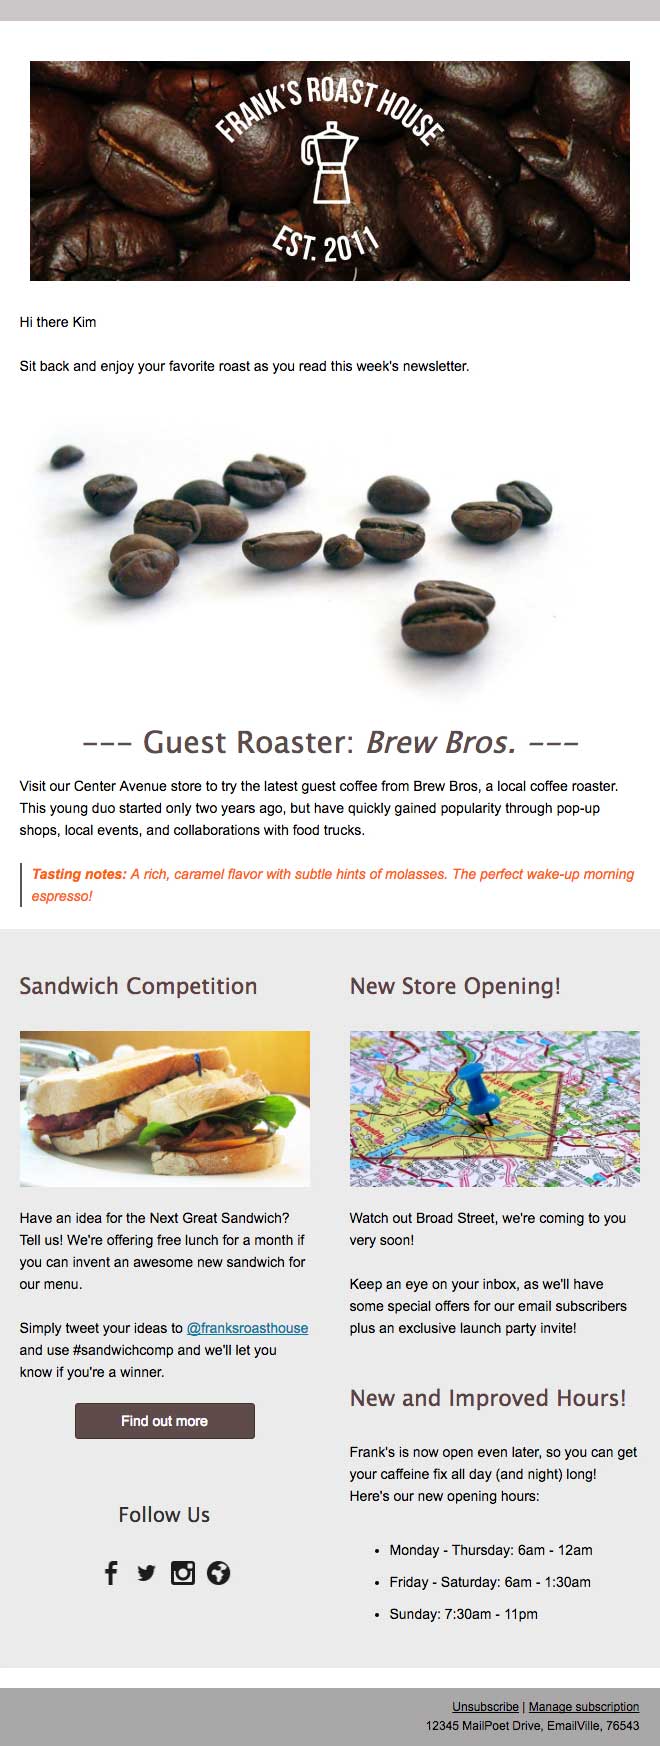 FRANK'S ROAST HOUSE
EST. 2011
Hi there Kim
Sit back and enjoy your favorite roast as you read this week's newsletter.
--- Guest Roaster: Brew Bros. ---
Visit our Center Avenue store to try the latest guest coffee from Brew Bros, a local coffee roaster.
This young duo started only two years ago, but have quickly gained popularity through pop-up
shops, local events, and collaborations with food trucks.
Tasting notes: A rich, caramel flavor with subtle hints of molasses. The perfect wake-up morning
espresso!
Sandwich Competition
Have an idea for the Next Great Sandwich?
Tell us! We're offering free lunch for a month if
you can invent an awesome new sandwich for
our menu.
Simply tweet your ideas to @franksroasthouse
and use #sandwichcomp and we'll let you
know if you're a winner.
Find out more
Follow Us
New Store Opening!
Watch out Broad Street, we're coming to you
very soon!
Keep an eye on your inbox, as we'll have
some special offers for our email subscribers
plus an exclusive launch party invite!
New and Improved Hours!
Frank's is now open even later, so you can get
your caffeine fix all day (and night) long!
Here's our new opening hours:
• Monday - Thursday: 6am - 12am
• Friday - Saturday: 6am - 1:30am
• Sunday: 7:30am - 11pm
Unsubscribe | Manage subscription
12345 MailPoet Drive, EmailVille, 76543